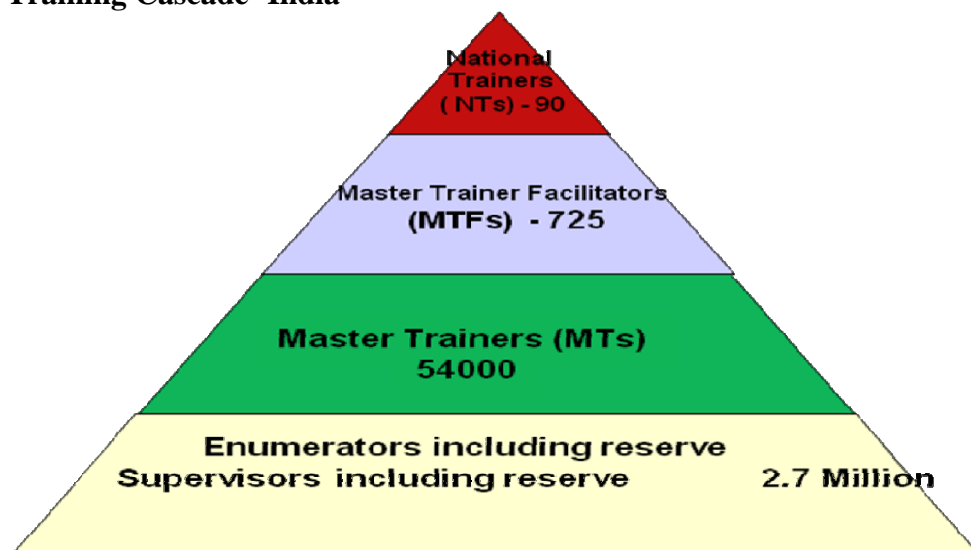 Training Cascade India
National
Trainers
( NTs) - 90
Master Trainer Facilitators
(MTFs) - 725
Master Trainers (MTs)
54000
Enumerators including reserve
Supervisors including reserve 2.7 Million